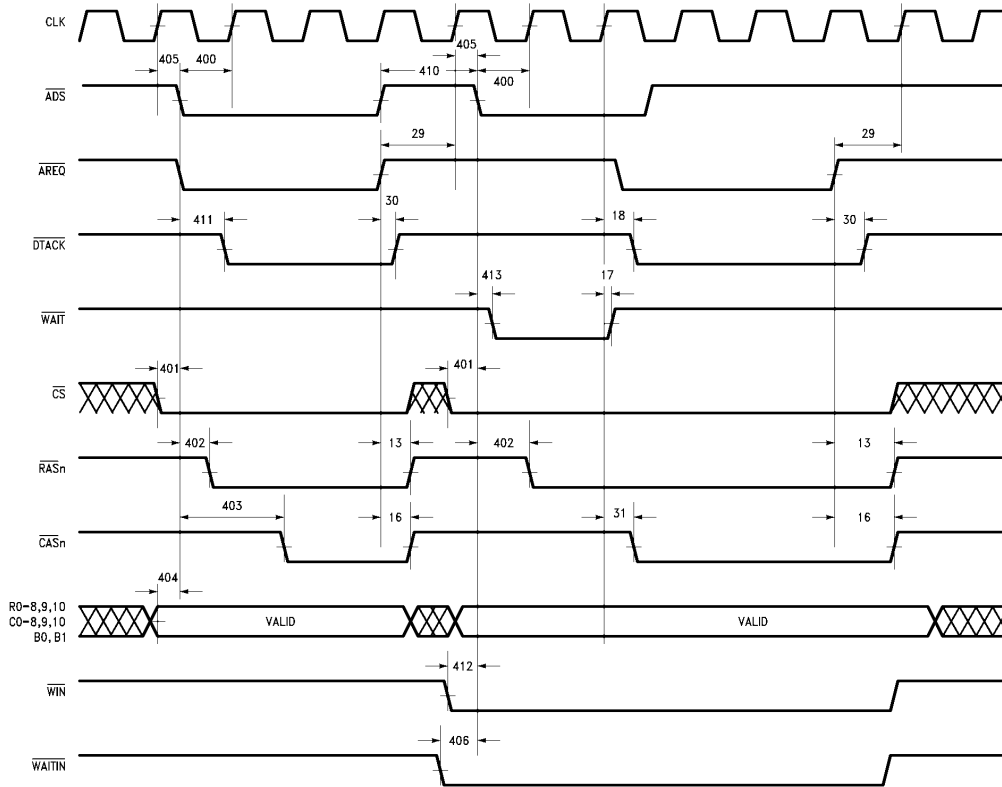 CLK
405
405 400
410
400
ADS
29
29
AREQ
30
411
18
30
DTACK
413
17
WAIT
401
401
CS
402
13
402
13
RASn
403
16
31
16
CASn
404
R0-8,9,10
C0-8,9,10
VALID
VALID
B0, B1
412
WIN
406
WAITIN